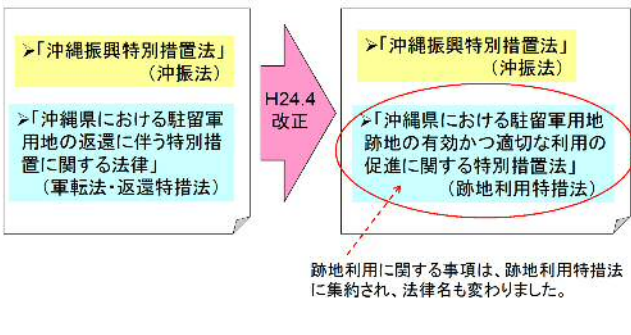 ➢「沖縄振興特別措置法」
（沖振法）
➢「沖縄県における駐留軍
用地の返還に伴う特別措
置に関する法律」
（軍転法・返還特措法）
H24.4
改正
➢「沖縄振興特別措置法」
（沖振法）
➢「沖縄県における駐留軍用地
跡地の有効かつ適切な利用の
促進に関する特別措置法」
（跡地利用特措法）
跡地利用に関する事項は、跡地利用特措法
に集約され、法律名も変わりました。